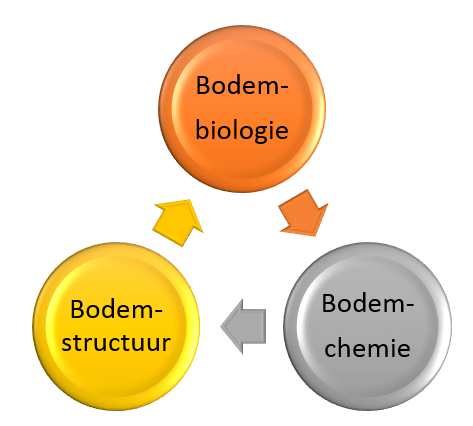 Bodem-
biologie
Bodem-
structuur
Bodem-
chemie